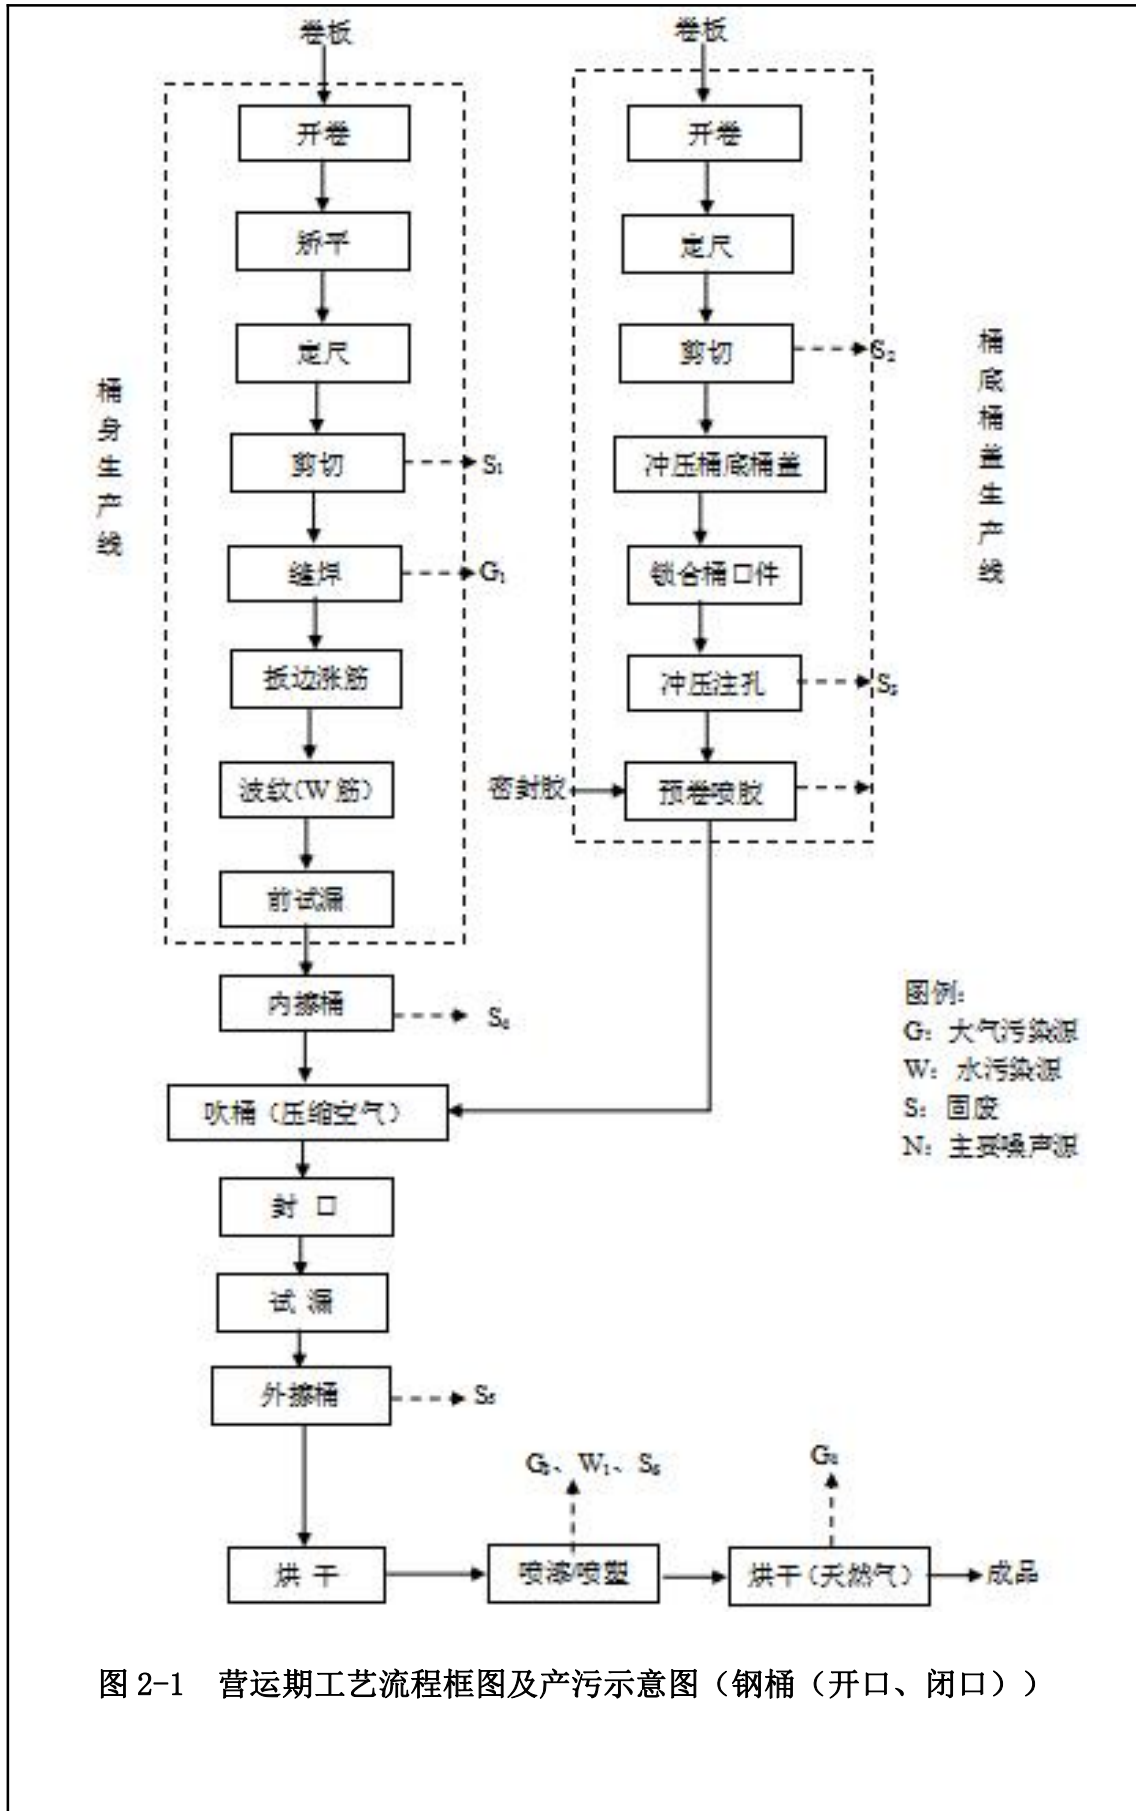 卷板
开卷
矫平
定尺
剪切
S₁
缝焊
G₁
扳边涨筋
波纹(W 筋)
前试漏
桶身生产线
卷板
开卷
定尺
剪切
S₂
冲压桶底桶盖
锁合桶口件
冲压注孔
密封胶
预卷喷胶
桶底桶盖生产线
内擦桶
吹桶（压缩空气）
封 口
试 漏
外擦桶
S₅
烘 干
W₁、S₆
喷漆/喷塑
烘干(天然气)
成品
图例:
G: 大气污染源
W: 水污染源
S: 固废
N: 主要噪声源
图 2-1 营运期工艺流程框图及产污示意图（钢桶（开口、闭口））